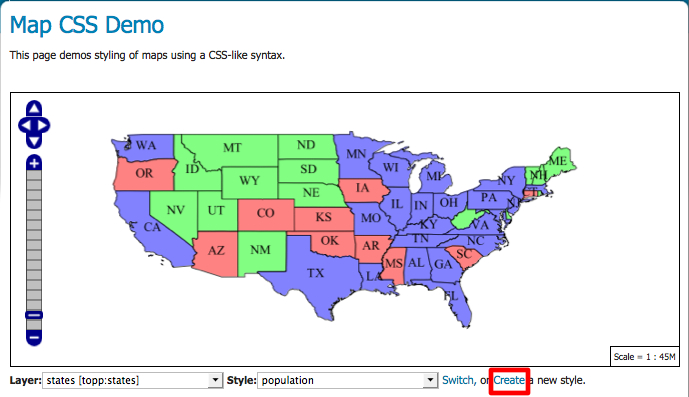 Map CSS Demo
This page demos styling of maps using a CSS-like syntax.
WA
MT
ND
MN
OR
ID
SD
WI
MI
NY
NH
ME
WY
NE
IA
NV
UT
CO
KS
MO
IL
IN
OH
PA
CA
KY
VA
AZ
NM
OK
AR
TN
NC
SC
TX
LA
MS
AL
GA
FL
Scale = 1 : 45M
Layer: states [topp:states] Style: population Switch, or Create a new style.